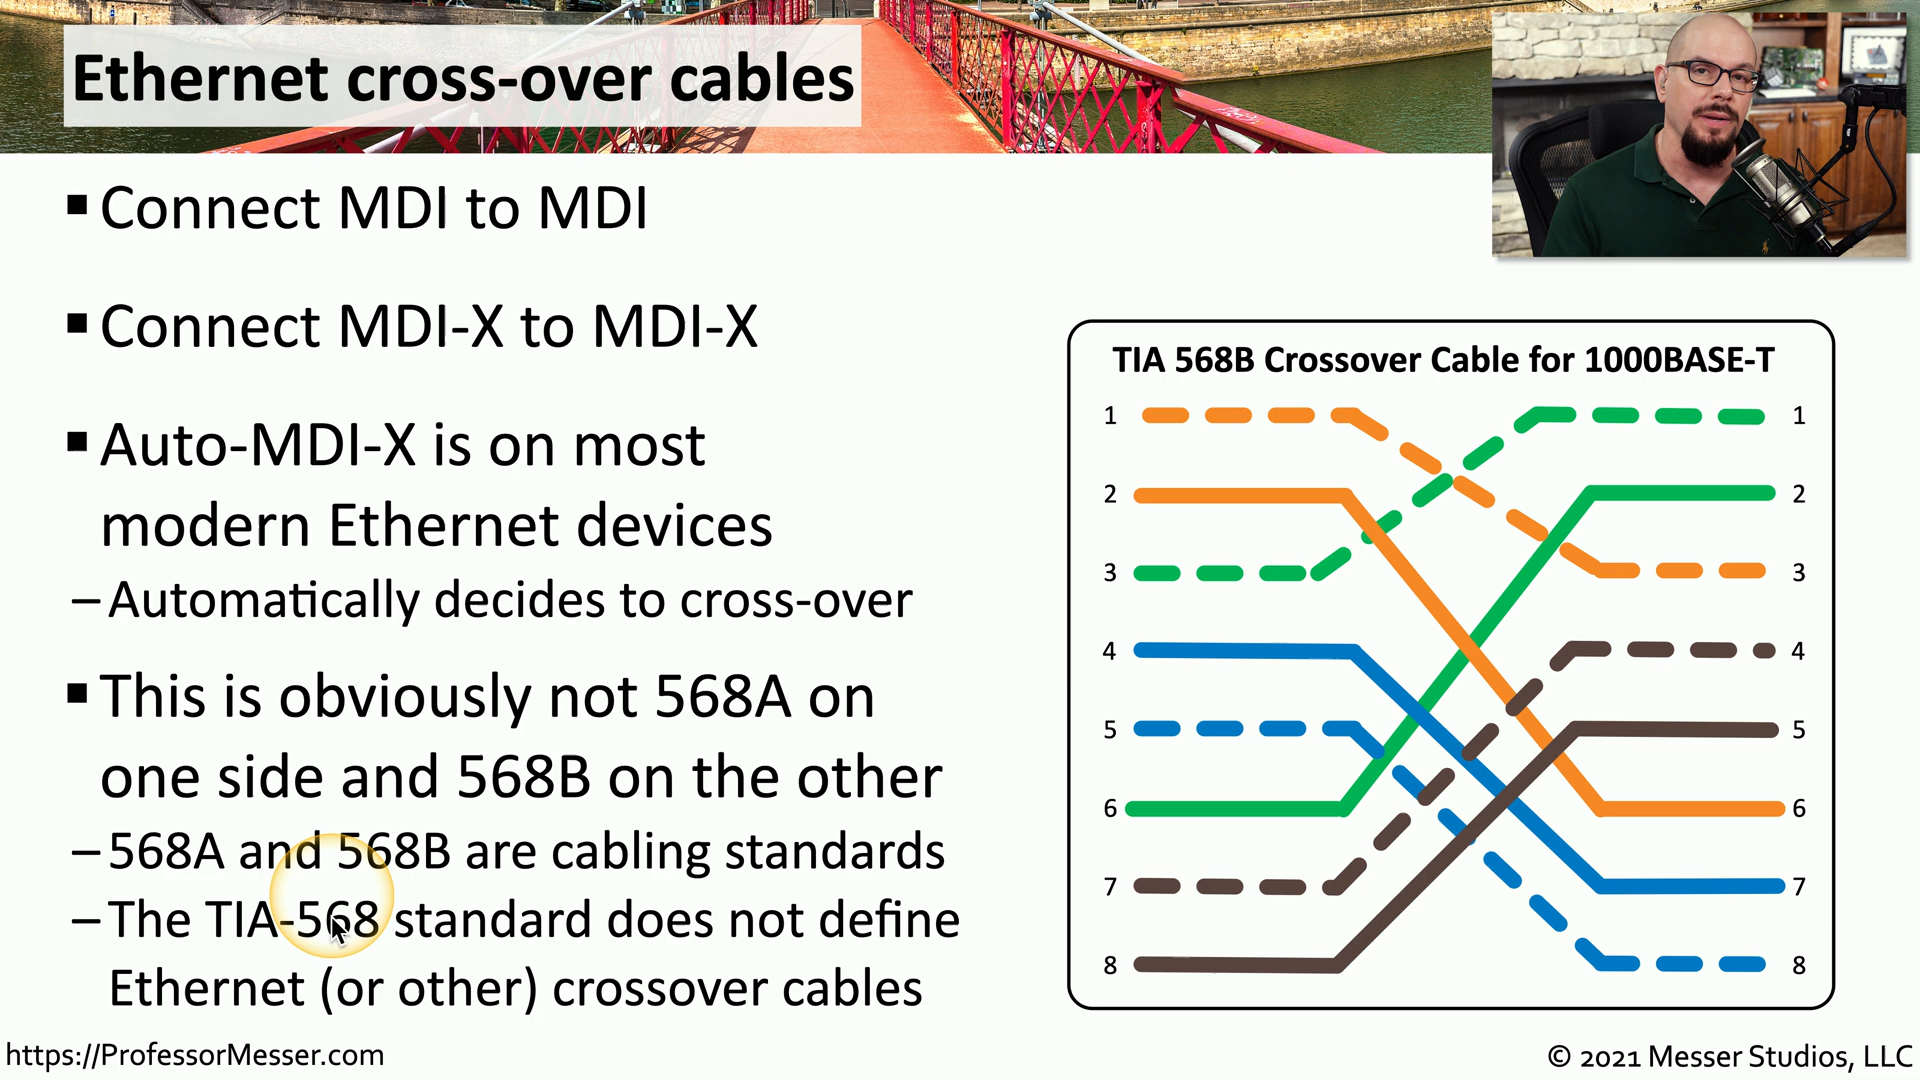 Ethernet cross-over cables
▪ Connect MDI to MDI
▪ Connect MDI-X to MDI-X
▪ Auto-MDI-X is on most
modern Ethernet devices
– Automatically decides to cross-over
▪ This is obviously not 568A on
one side and 568B on the other
– 568A and 568B are cabling standards
– The TIA-568 standard does not define
Ethernet (or other) crossover cables
TIA 568B Crossover Cable for 1000BASE-T
1 1
2 2
3 3
4 4
5 5
6 6
7 7
8 8
https://ProfessorMesser.com
© 2021 Messer Studios, LLC